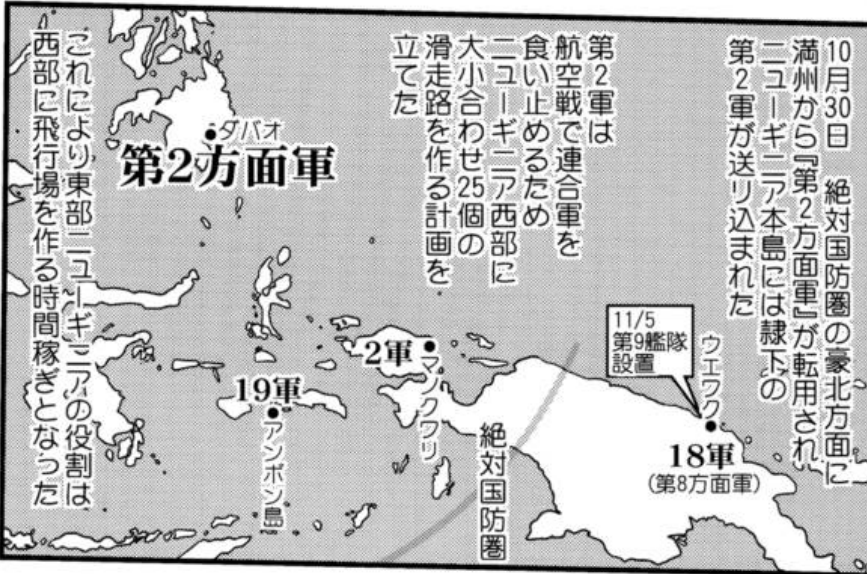 10月30日　絶対国防圏の豪北方面に
満州から『第2方面軍』が転用され
ニューギニア本島には隷下の
第2軍が送り込まれた
第2軍は
航空戦で連合軍を
食い止めるため
ニューギニア西部に
大小合わせ25個の
滑走路を作る計画を
立てた
ダバオ
第2方面軍
11/5
第9艦隊
設置
ウエワク
18軍
(第8方面軍)
2軍
マノクワリ
19軍
アンボン島
絶対国防圏
これにより東部ニューギニアの役割は
西部に飛行場を作る時間稼ぎとなった